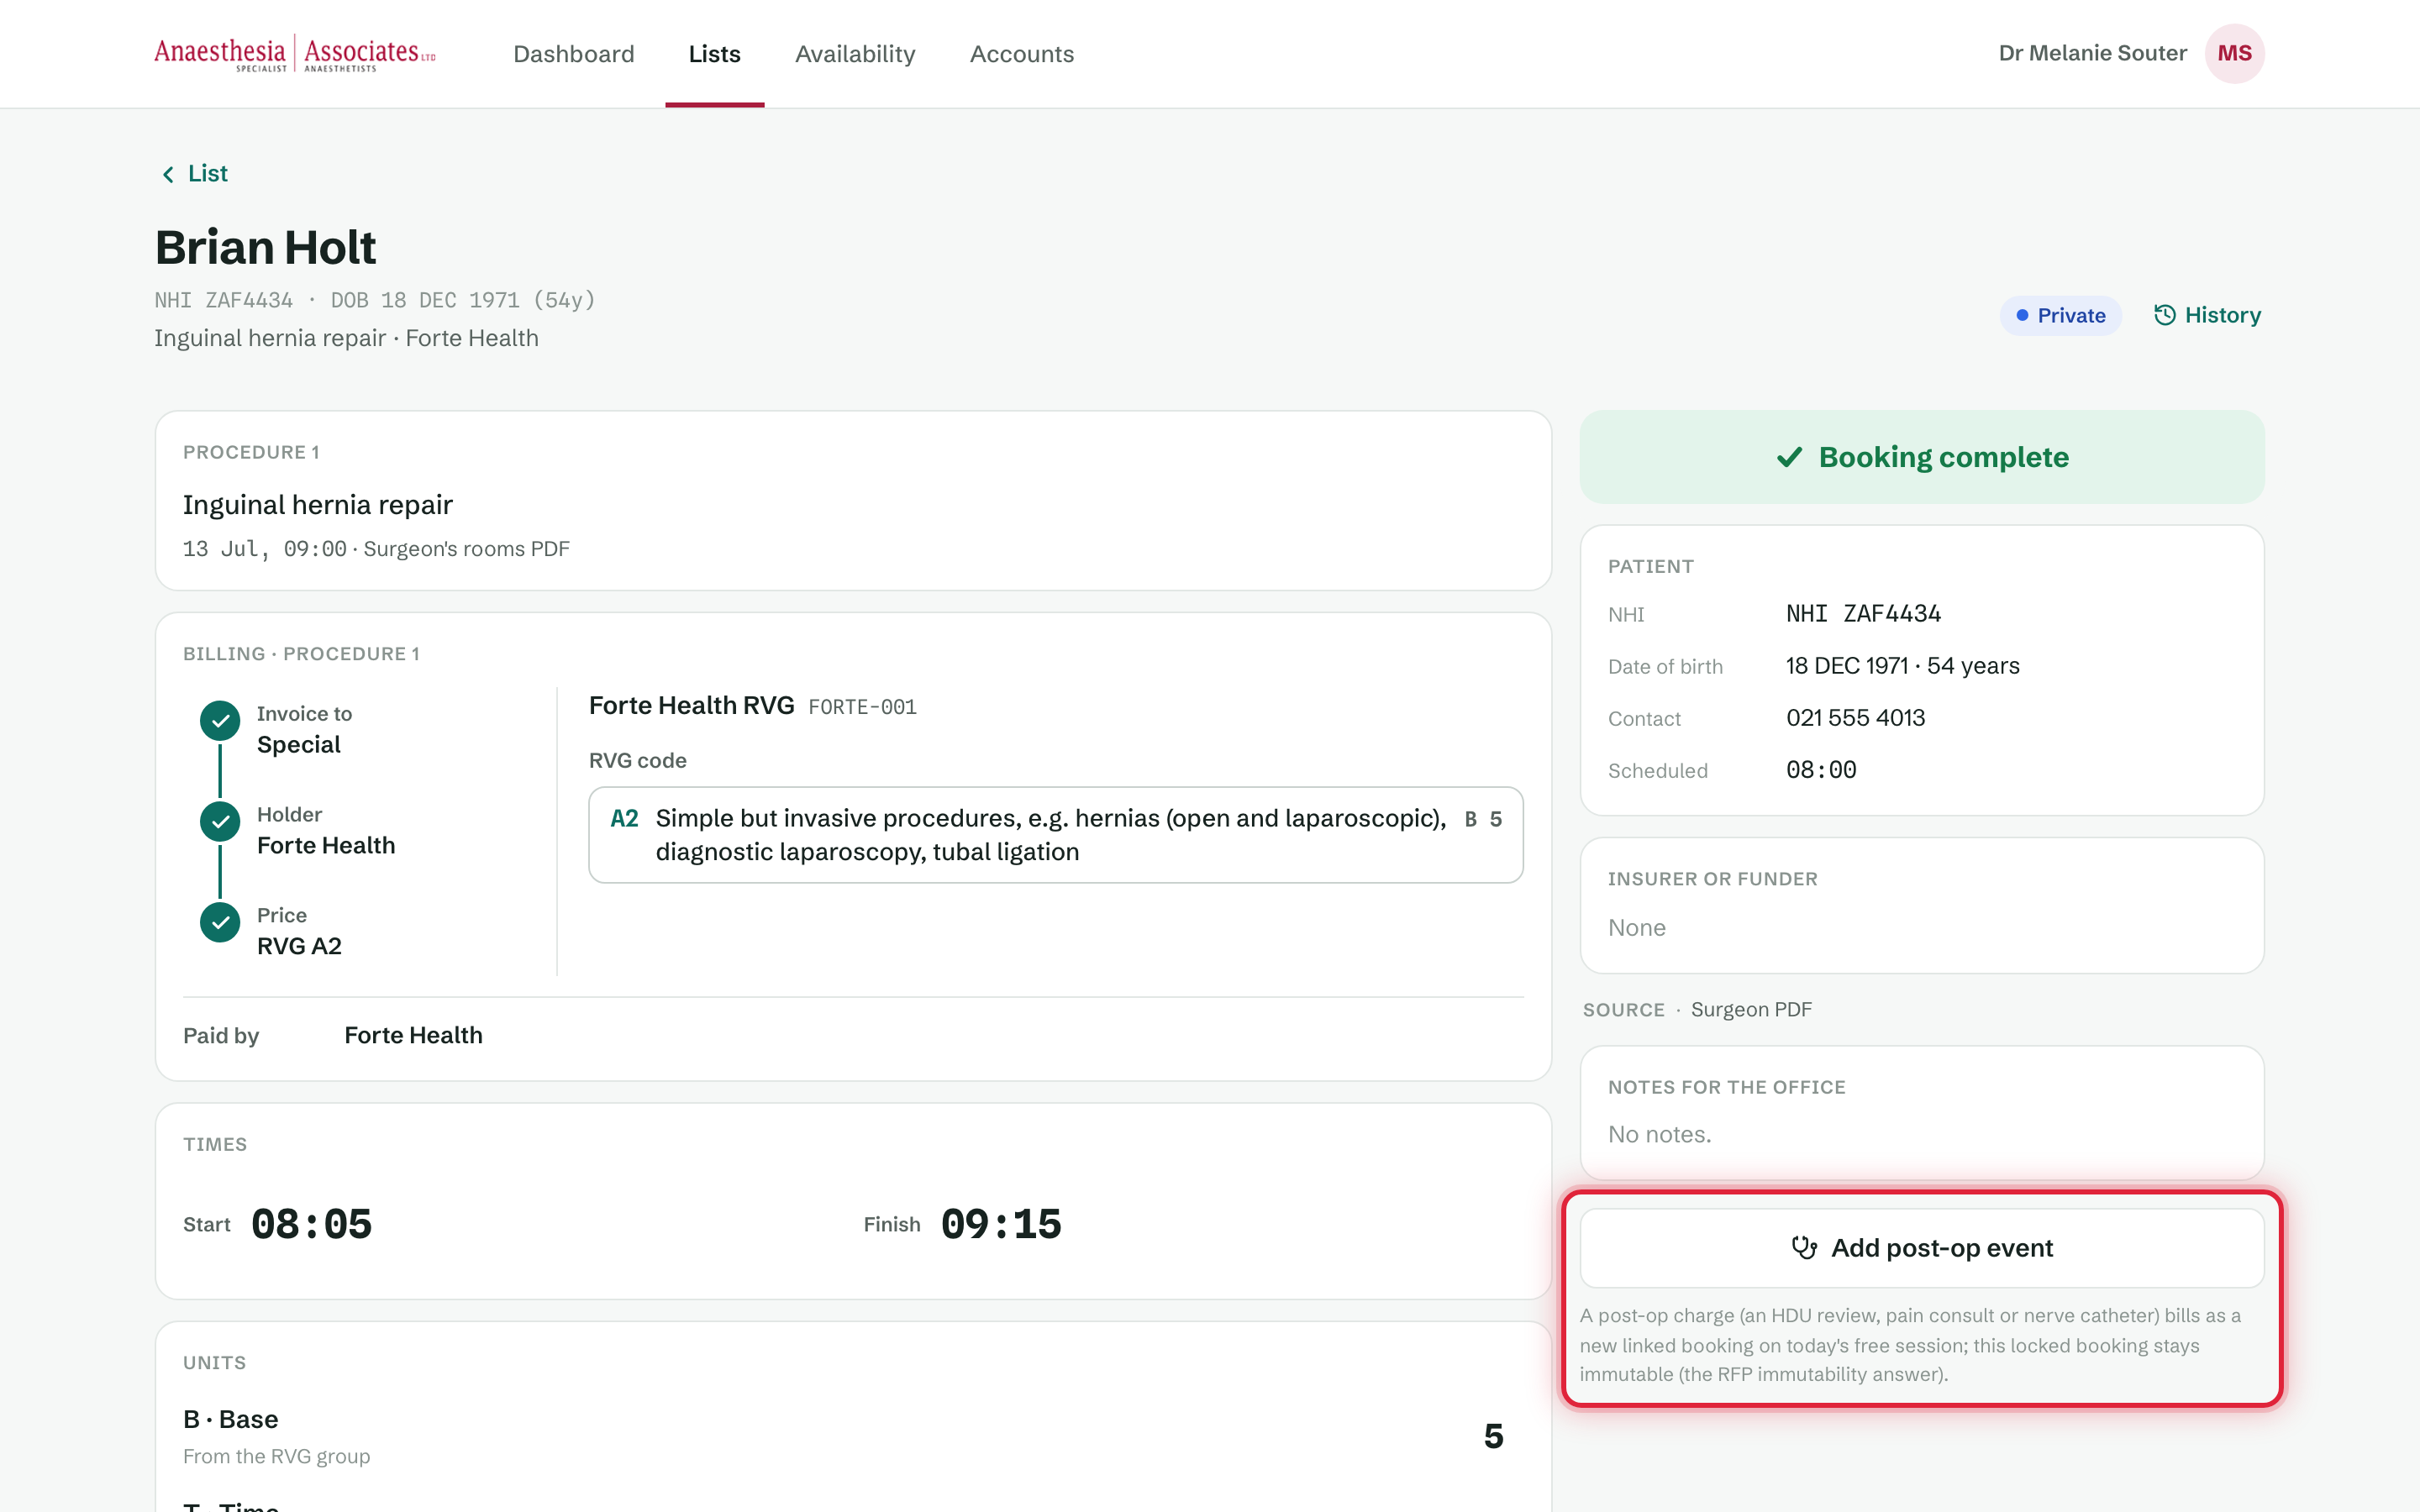 Anaesthesia | Associates LTD
SPECIALIST ANAESTHETISTS
Dashboard
Lists
Availability
Accounts
Dr Melanie Souter
MS
List
Brian Holt
NHI ZAF4434 · DOB 18 DEC 1971 (54y)
Inguinal hernia repair · Forte Health
Private
History
PROCEDURE 1
Inguinal hernia repair
13 Jul, 09:00 · Surgeon's rooms PDF
BILLING · PROCEDURE 1
Invoice to
Special
Holder
Forte Health
Price
RVG A2
Forte Health RVG FORTE-001
RVG code
A2 Simple but invasive procedures, e.g. hernias (open and laparoscopic), B 5
diagnostic laparoscopy, tubal ligation
Paid by Forte Health
TIMES
Start 08:05
Finish 09:15
UNITS
B · Base
From the RVG group
5
T · Time
Booking complete
PATIENT
NHI NHI ZAF4434
Date of birth 18 DEC 1971 · 54 years
Contact 021 555 4013
Scheduled 08:00
INSURER OR FUNDER
None
SOURCE · Surgeon PDF
NOTES FOR THE OFFICE
No notes.
Add post-op event
A post-op charge (an HDU review, pain consult or nerve catheter) bills as a
new linked booking on today's free session; this locked booking stays
immutable (the RFP immutability answer).